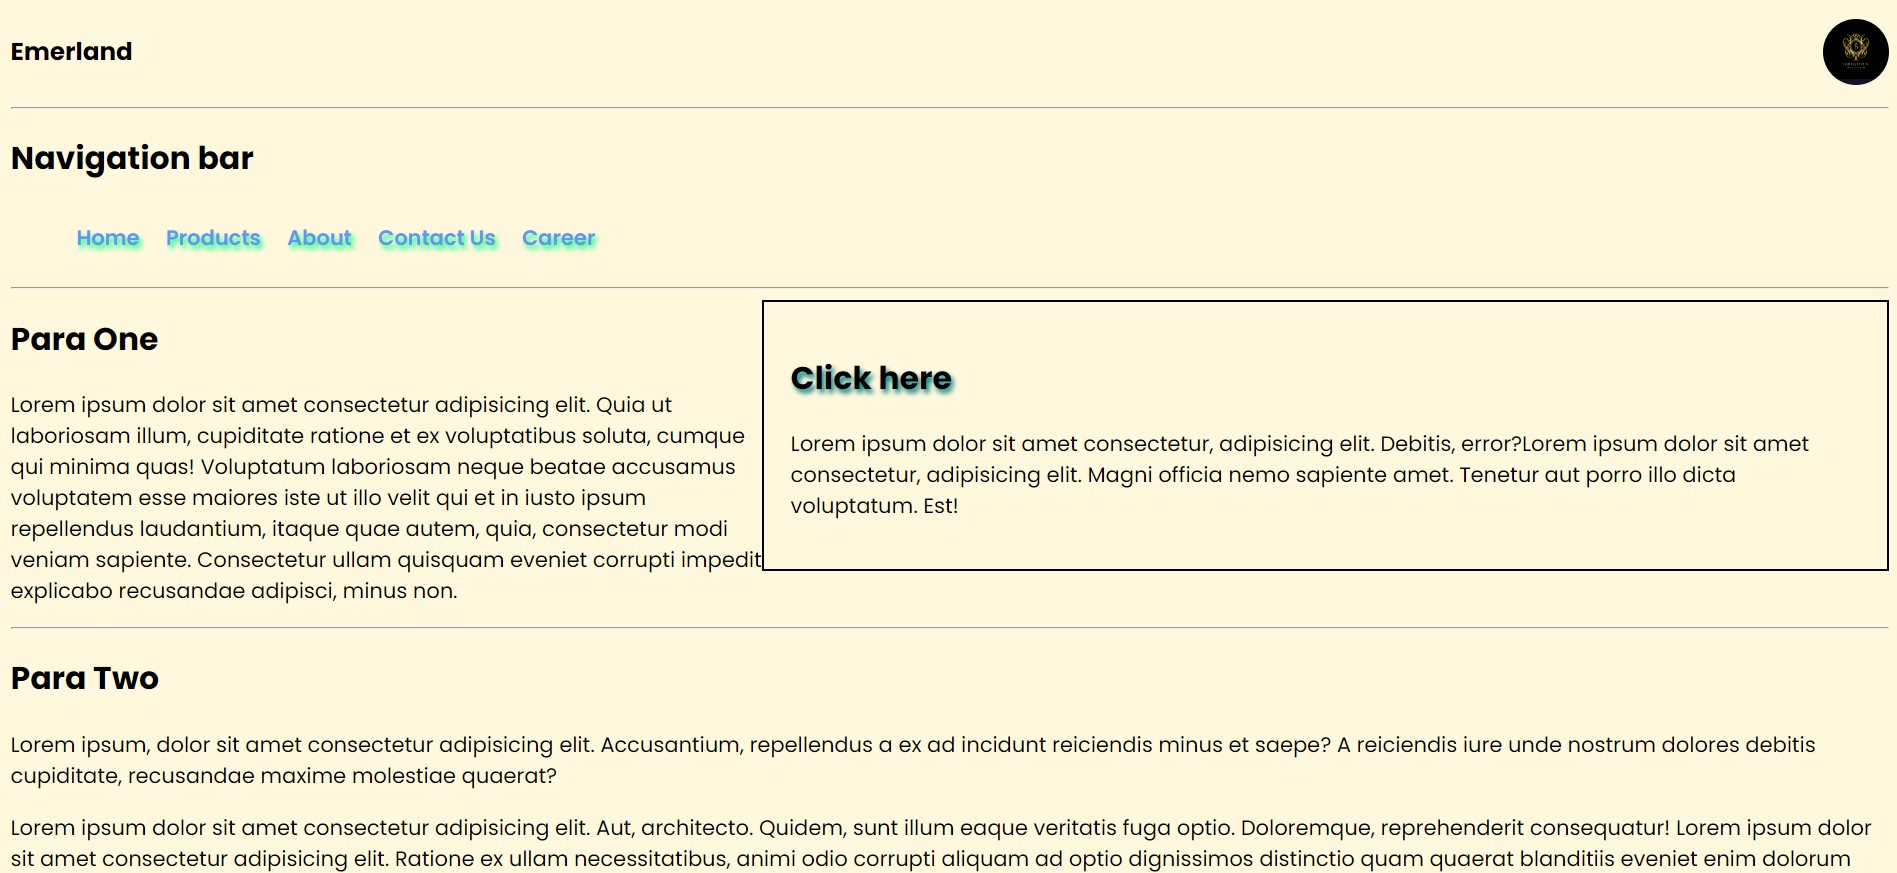 Emerland
Navigation bar
Home Products About Contact Us Career
Para One
Lorem ipsum dolor sit amet consectetur adipisicing elit. Quia ut
laboriosam illum, cupiditate ratione et ex voluptatibus soluta, cumque
qui minima quas! Voluptatum laboriosam neque beatae accusamus
voluptatem esse maiores iste ut illo velit qui et in iusto ipsum
repellendus laudantium, itaque quae autem, quia, consectetur modi
veniam sapiente. Consectetur ullam quisquam eveniet corrupti impedit
explicabo recusandae adipisci, minus non.
Click here
Lorem ipsum dolor sit amet consectetur, adipisicing elit. Debitis, error?Lorem ipsum dolor sit amet
consectetur, adipisicing elit. Magni officia nemo sapiente amet. Tenetur aut porro illo dicta
voluptatum. Est!
Para Two
Lorem ipsum, dolor sit amet consectetur adipisicing elit. Accusantium, repellendus a ex ad incidunt reiciendis minus et saepe? A reiciendis iure unde nostrum dolores debitis
cupiditate, recusandae maxime molestiae quaerat?
Lorem ipsum dolor sit amet consectetur adipisicing elit. Aut, architecto. Quidem, sunt illum eaque veritatis fuga optio. Doloremque, reprehenderit consequatur! Lorem ipsum dolor
sit amet consectetur adipisicing elit. Ratione ex ullam necessitatibus, animi odio corrupti aliquam ad optio dignissimos distinctio quam quaerat blanditiis eveniet enim dolorum